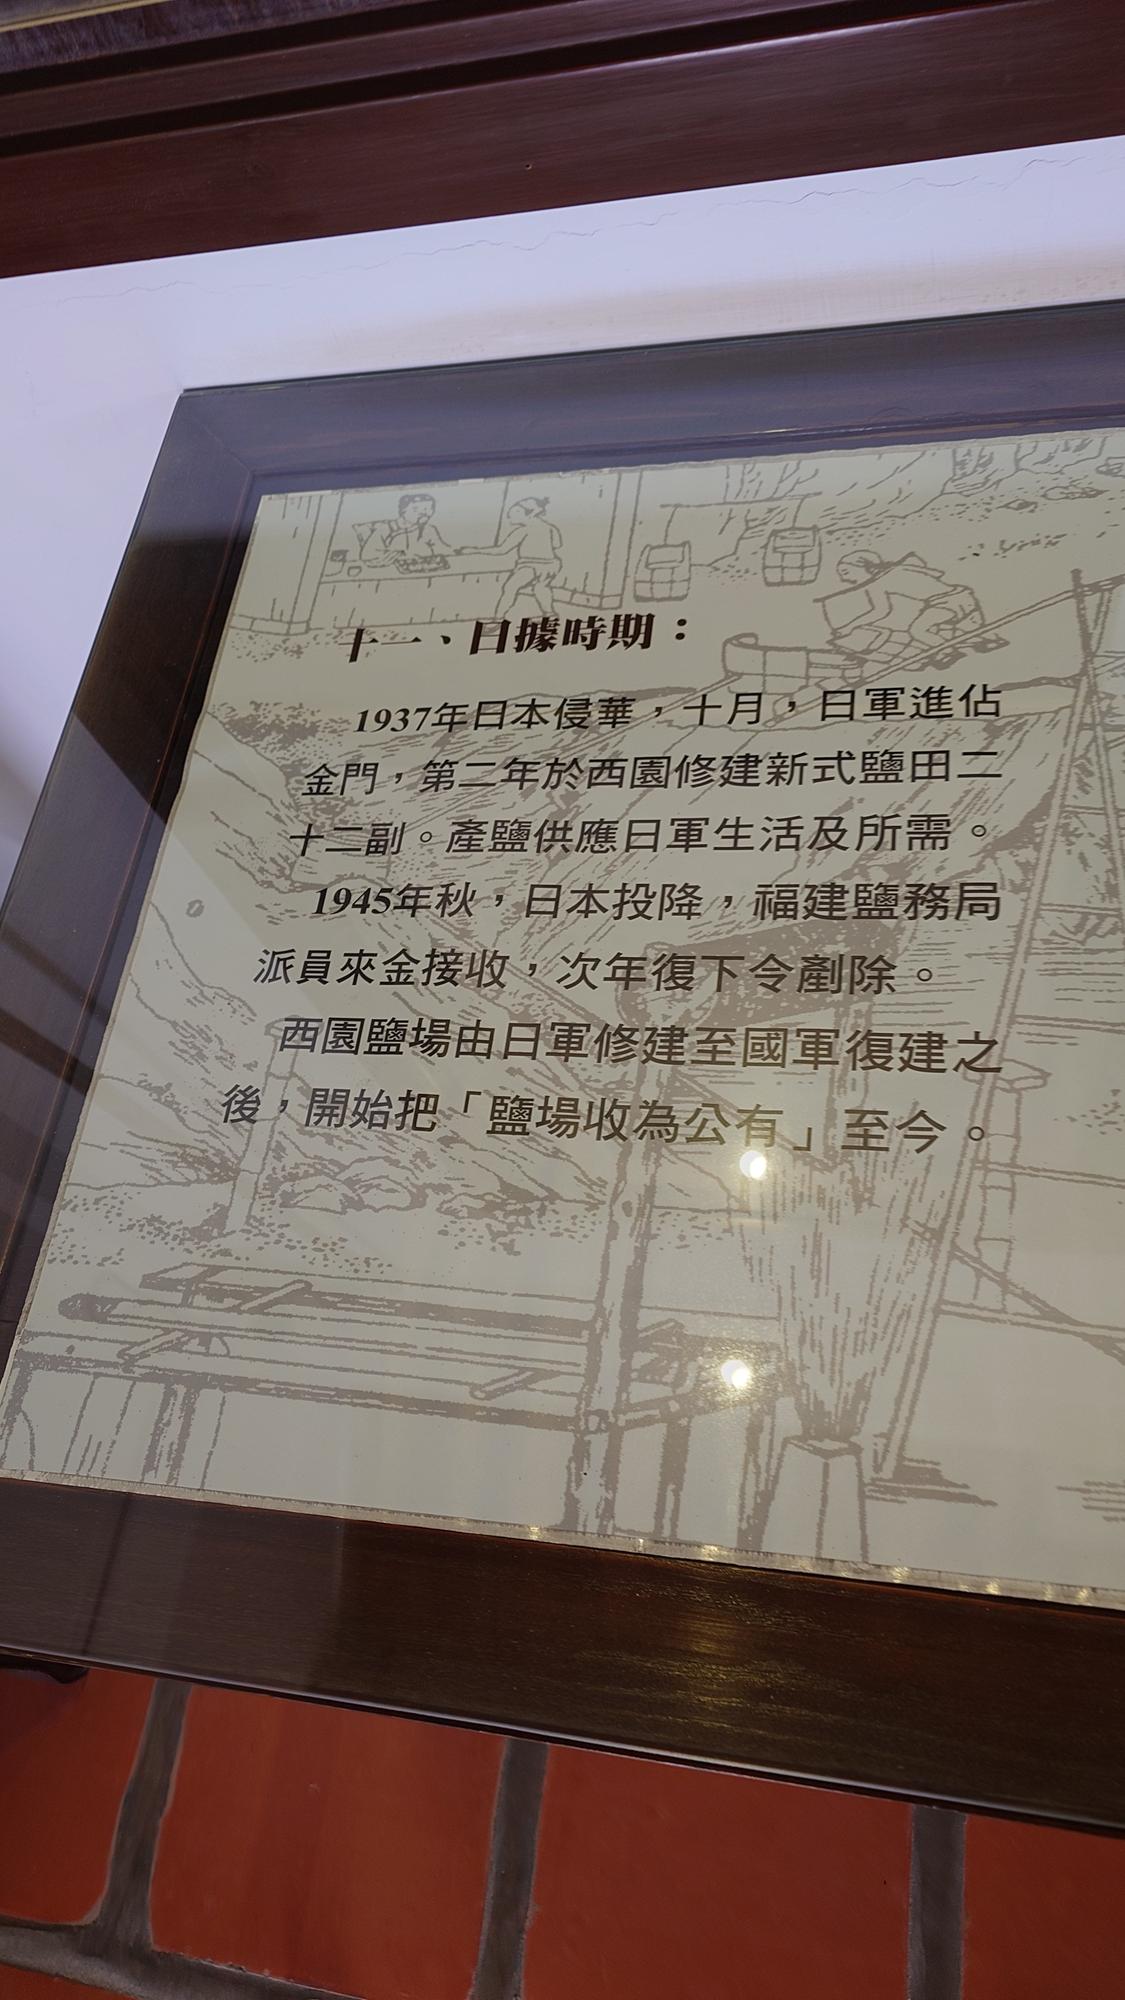 十一、日據時期：
1937年日本侵華，十月，日軍進佔
金門，第二年於西園修建新式鹽田二
十二副。產鹽供應日軍生活及所需。
1945年秋，日本投降，福建鹽務局
派員來金接收，次年復下令剷除。
西園鹽場由日軍修建至國軍復建之
後，開始把「鹽場收為公有」至今。